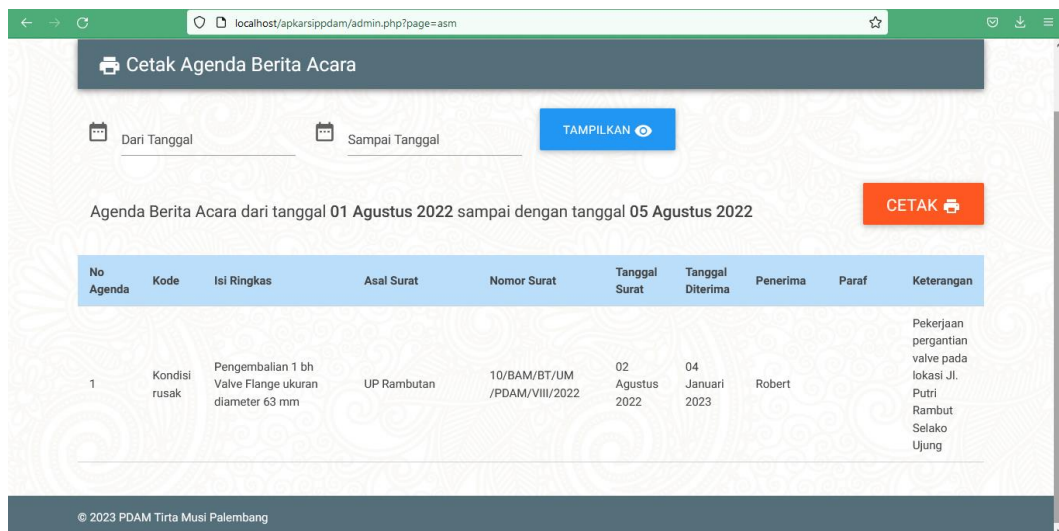 localhost/apkarsippdam/admin.php?page=asm
Cetak Agenda Berita Acara
Dari Tanggal
Sampai Tanggal
TAMPILKAN
Agenda Berita Acara dari tanggal 01 Agustus 2022 sampai dengan tanggal 05 Agustus 2022
CETAK
No Agenda
Kode
Isi Ringkas
Asal Surat
Nomor Surat
Tanggal Surat
Tanggal Diterima
Penerima
Paraf
Keterangan
1
Kondisi
rusak
Pengembalian 1 bh
Valve Flange ukuran
diameter 63 mm
UP Rambutan
10/BAM/BT/UM
/PDAM/VIII/2022
02
Agustus
2022
04
Januari
2023
Robert
Pekerjaan
pergantian
valve pada
lokasi Jl.
Putri
Rambut
Selako
Ujung
© 2023 PDAM Tirta Musi Palembang